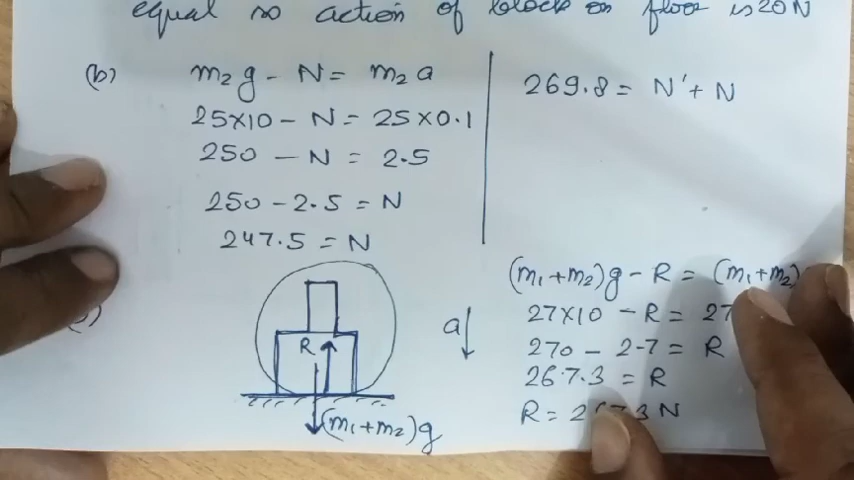 equal so action of block on floor is 20N
(b)
m₂g - N = m₂a
25×10 - N = 25×0.1
250 - N = 2.5
250 - 2.5 = N
247.5 = N
269.8 = N' + N
R
a↓
(m₁+m₂)g
(m₁+m₂)g - R = (m₁+m₂)
27×10 - R = 27
270 - 2.7 = R
267.3 = R
R = 2 3 N